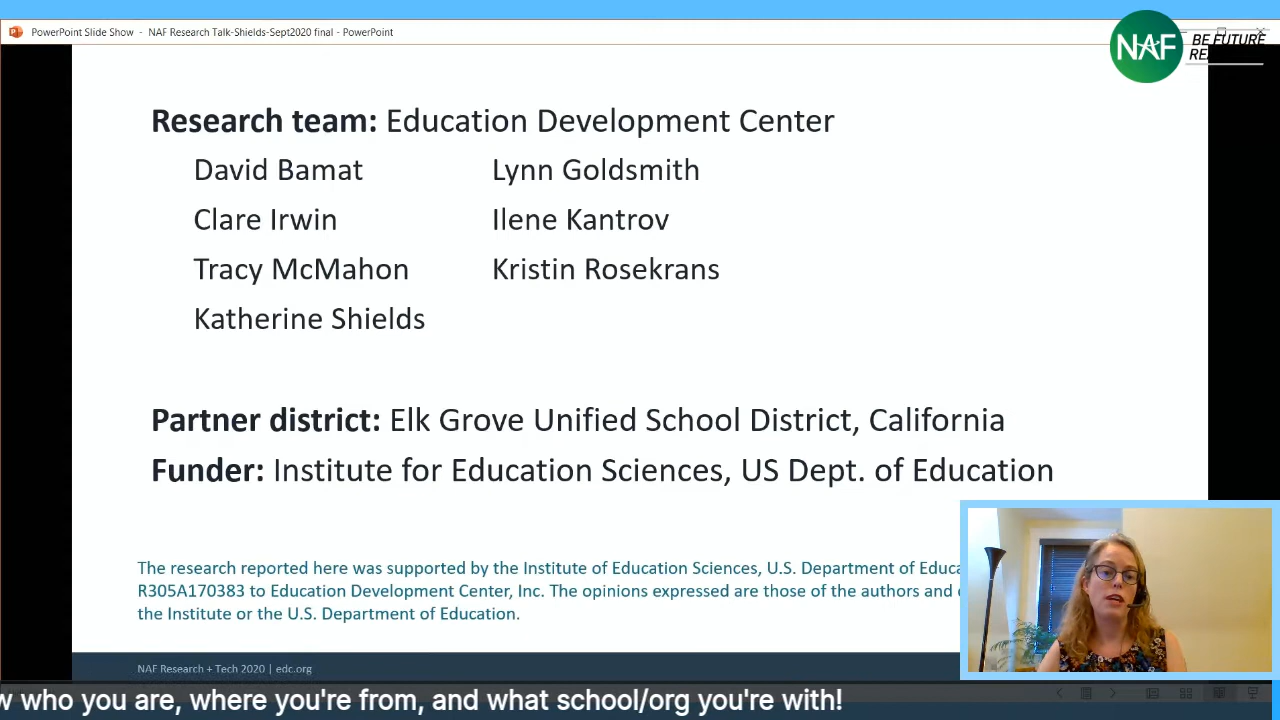 PowerPoint Slide Show - NAF Research Talk-Shields-Sept2020 final - PowerPoint
NAF
BE FUTURE
Research team: Education Development Center
David Bamat Lynn Goldsmith
Clare Irwin Ilene Kantrov
Tracy McMahon Kristin Rosekrans
Katherine Shields
Partner district: Elk Grove Unified School District, California
Funder: Institute for Education Sciences, US Dept. of Education
The research reported here was supported by the Institute of Education Sciences, U.S. Department of Educa
R305A170383 to Education Development Center, Inc. The opinions expressed are those of the authors and
the Institute or the U.S. Department of Education.
NAF Research + Tech 2020 | edc.org
w who you are, where you're from, and what school/org you're with!